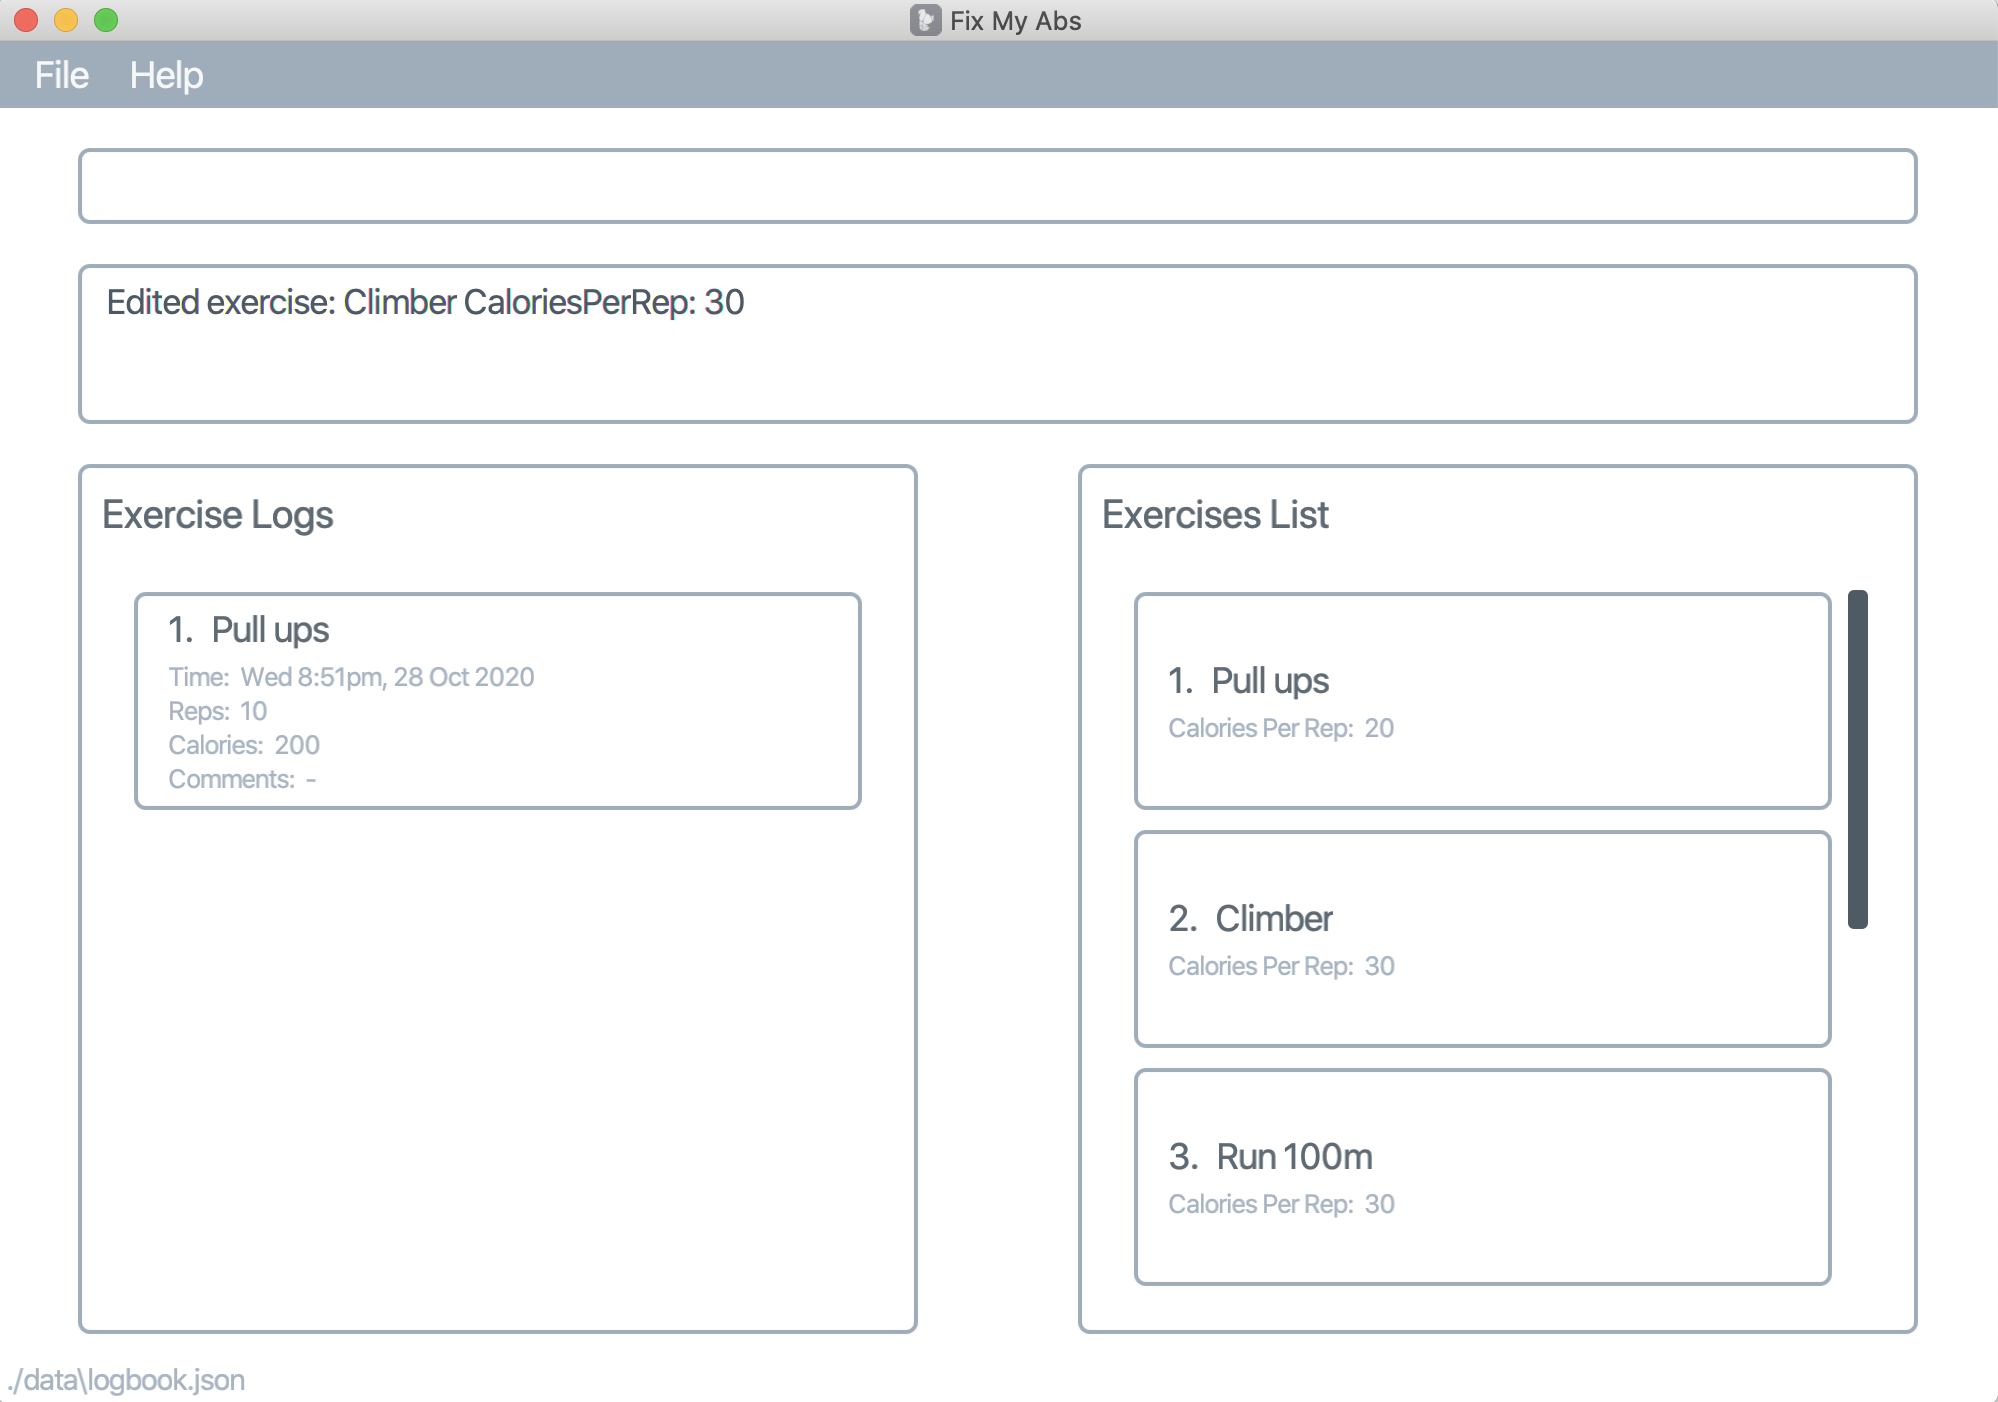 Fix My Abs
File Help
Edited exercise: Climber CaloriesPerRep: 30
Exercise Logs
1. Pull ups
Time: Wed 8:51pm, 28 Oct 2020
Reps: 10
Calories: 200
Comments: -
Exercises List
1. Pull ups
Calories Per Rep: 20
2. Climber
Calories Per Rep: 30
3. Run 100m
Calories Per Rep: 30
./data\logbook.json